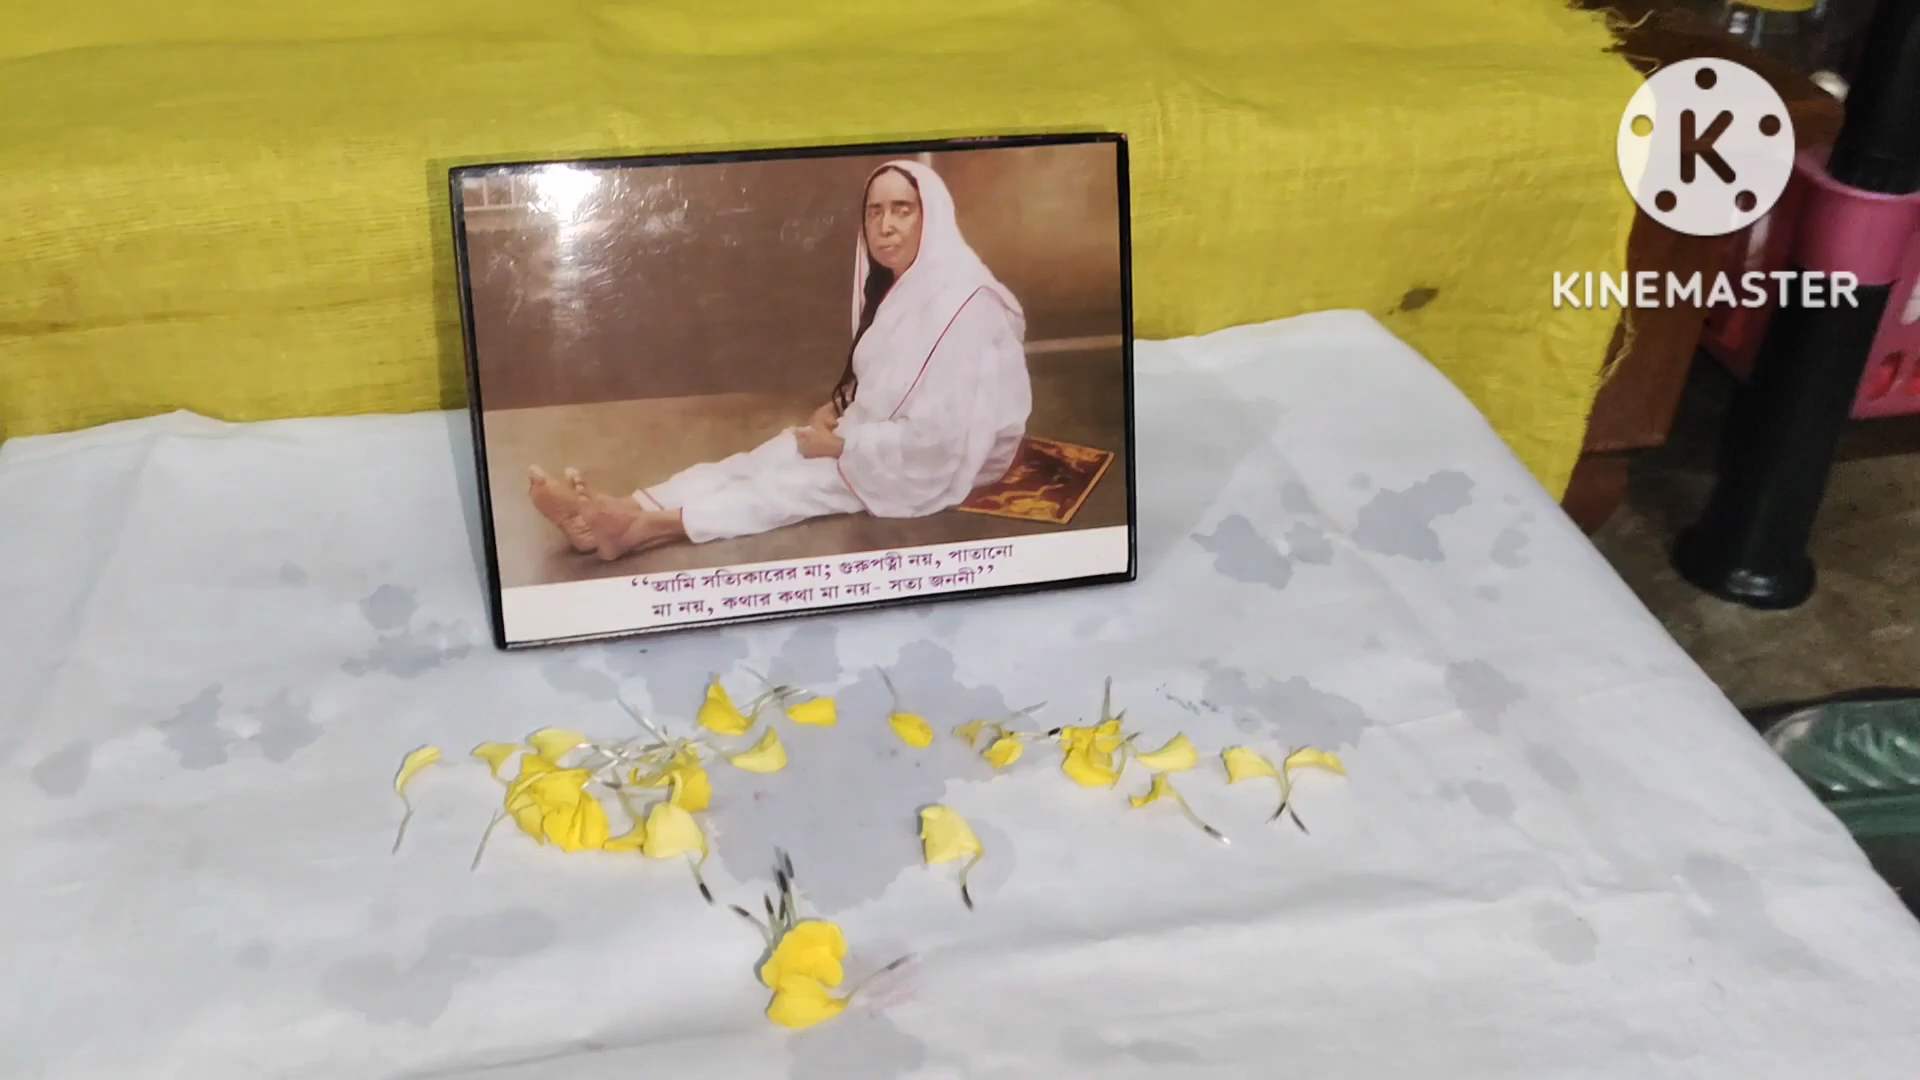 K
KINEMASTER
“আমি সত্যিকারের মা; গুরুপত্নী নয়, পাতানো
মা নয়, কথার কথা মা নয়- সত্য জননী”